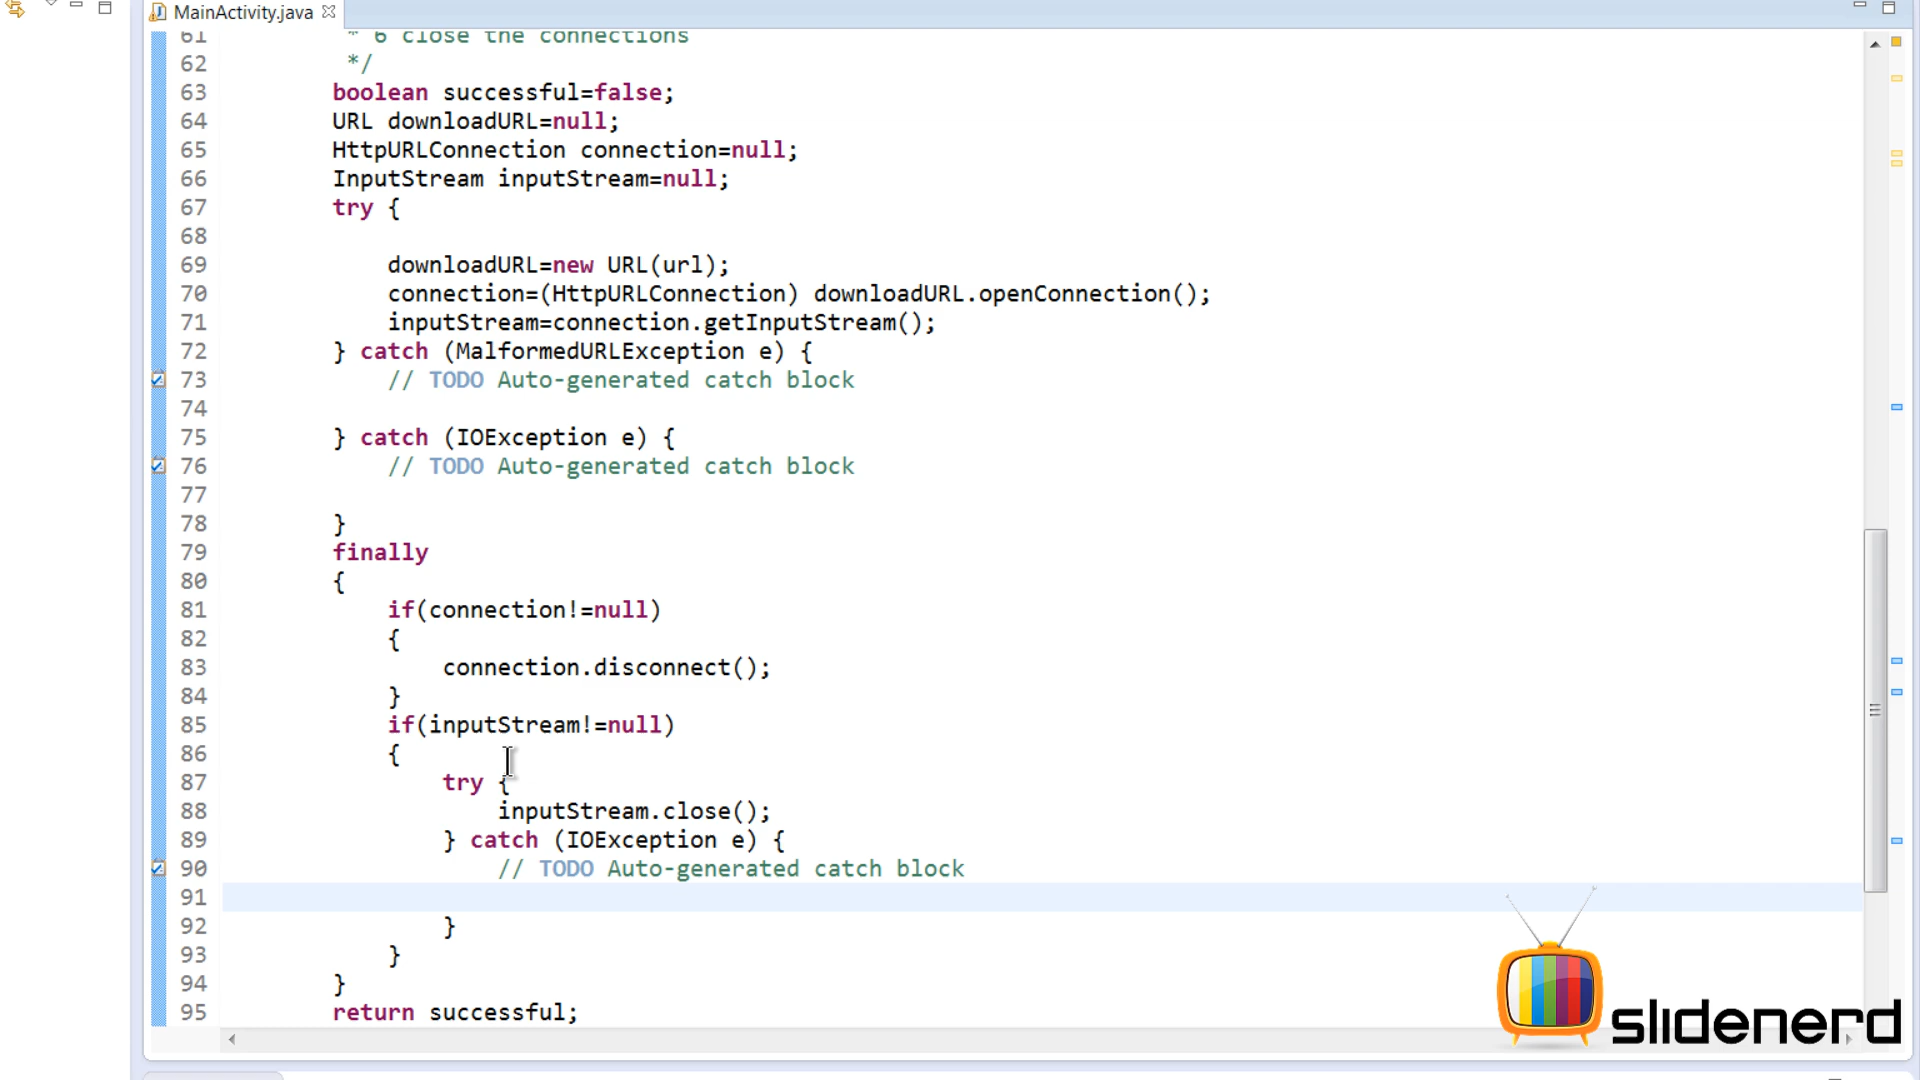 MainActivity.java
61 * 6 close the connections
62 */
63 boolean successful=false;
64 URL downloadURL=null;
65 HttpURLConnection connection=null;
66 InputStream inputStream=null;
67 try {
68
69 downloadURL=new URL(url);
70 connection=(HttpURLConnection) downloadURL.openConnection();
71 inputStream=connection.getInputStream();
72 } catch (MalformedURLException e) {
73 // TODO Auto-generated catch block
74
75 } catch (IOException e) {
76 // TODO Auto-generated catch block
77
78 }
79 finally
80 {
81 if(connection!=null)
82 {
83 connection.disconnect();
84 }
85 if(inputStream!=null)
86 {
87 try {
88 inputStream.close();
89 } catch (IOException e) {
90 // TODO Auto-generated catch block
91
92 }
93 }
94 }
95 return successful;
slidenerd